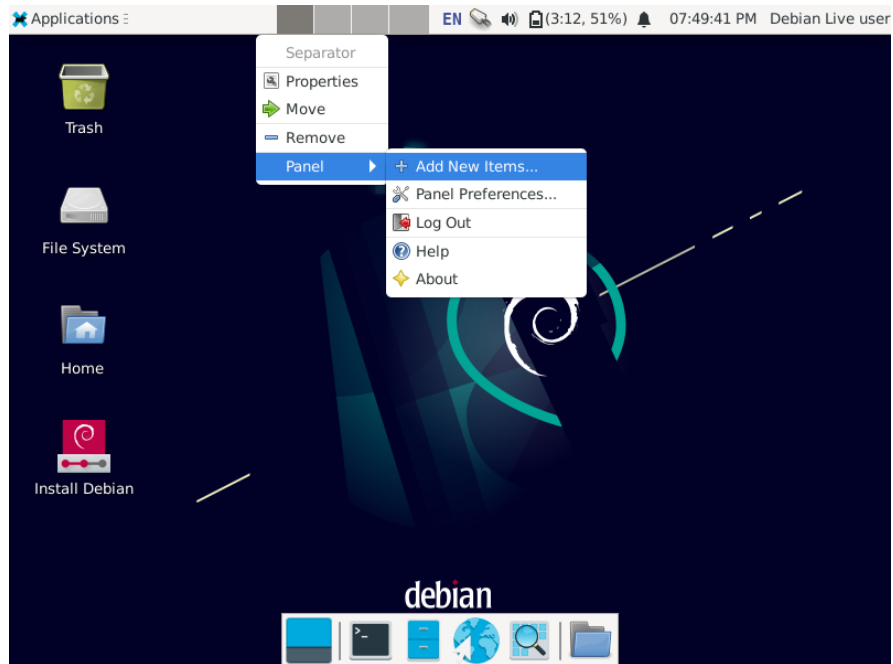 Applications
EN (3:12, 51%) 07:49:41 PM Debian Live user
Separator
Properties
Move
Remove
Panel
Add New Items...
Panel Preferences...
Log Out
Help
About
Trash
File System
Home
Install Debian
debian
>_